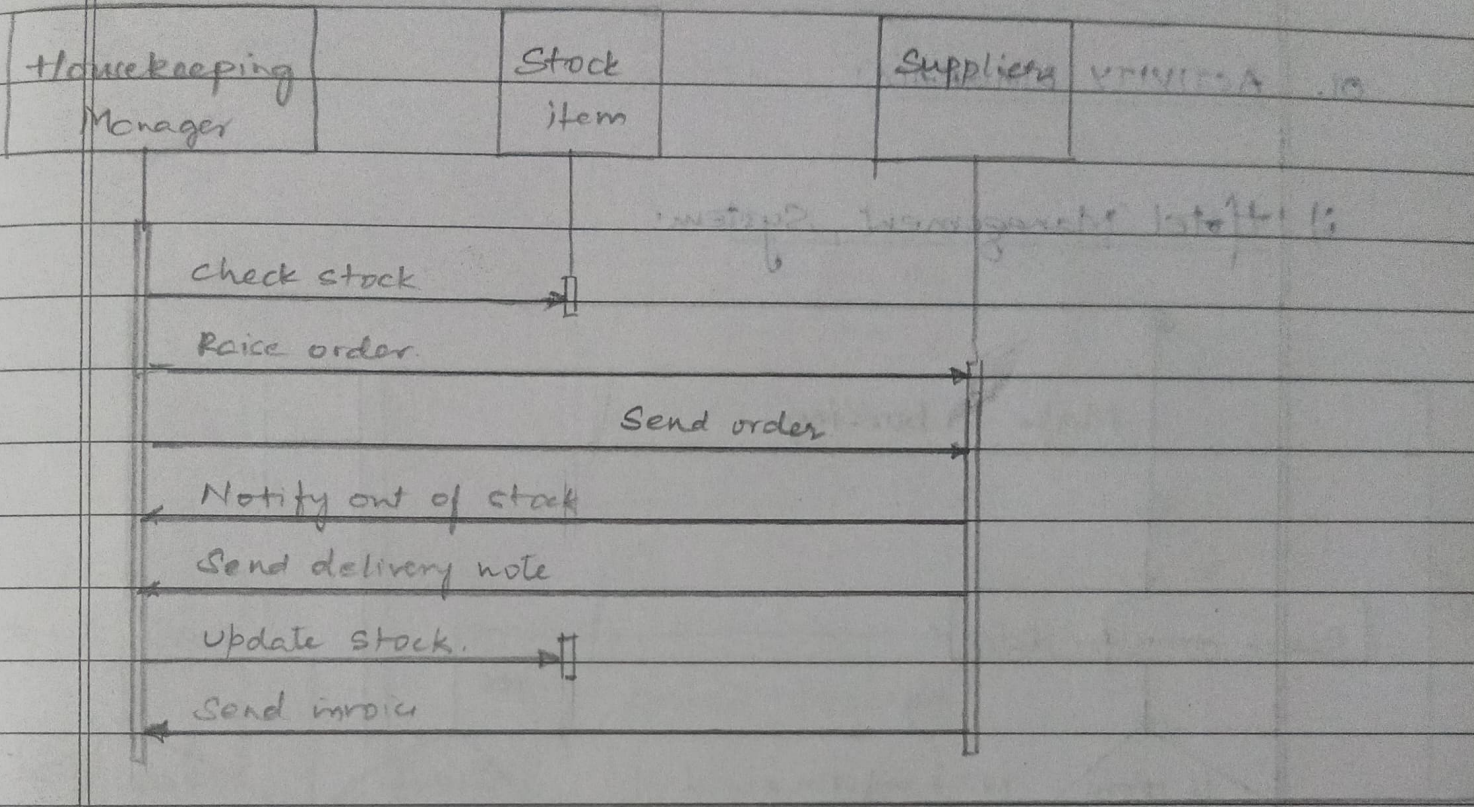 Housekeeping
Manager
Stock
item
Suppliers
Check stock
Raise order.
Send order
Notify out of stock
Send delivery note
Update stock.
Send invoice